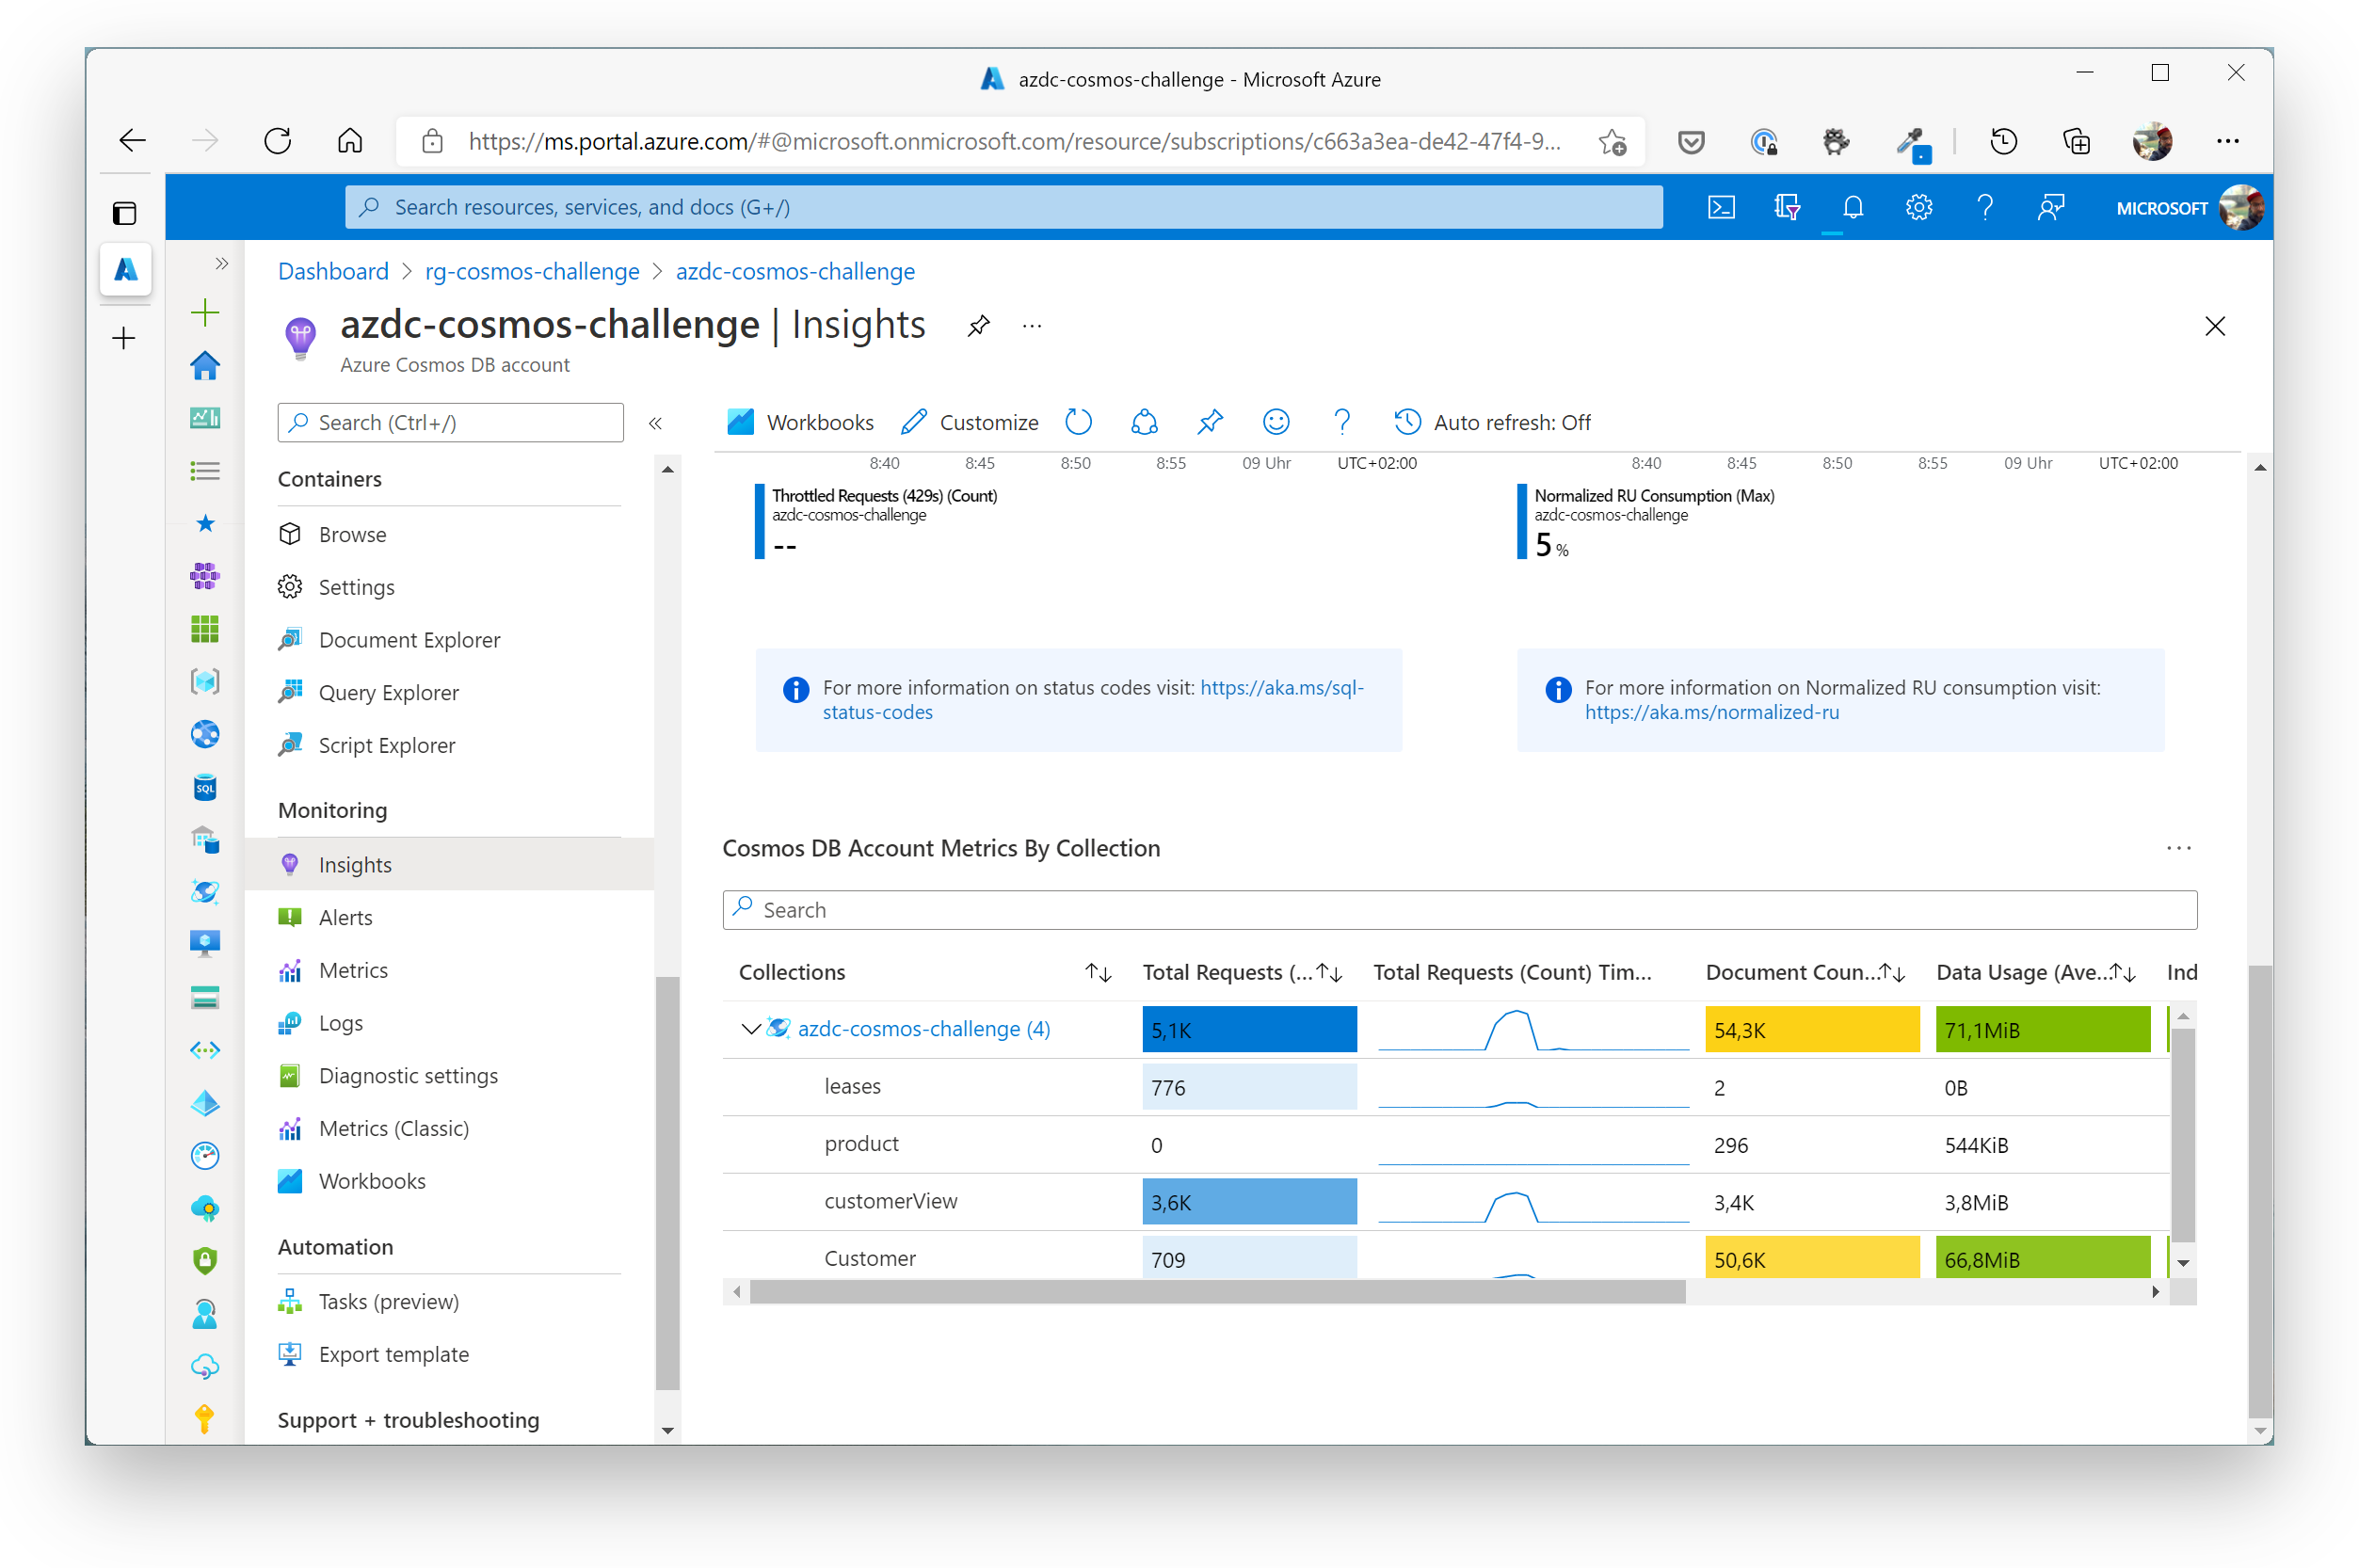 azdc-cosmos-challenge - Microsoft Azure
https://ms.portal.azure.com/#@microsoft.onmicrosoft.com/resource/subscriptions/c663a3ea-de42-47f4-9...
Search resources, services, and docs (G+/)
MICROSOFT
Dashboard > rg-cosmos-challenge > azdc-cosmos-challenge
azdc-cosmos-challenge | Insights
Azure Cosmos DB account
Search (Ctrl+/)
Containers
Browse
Settings
Document Explorer
Query Explorer
Script Explorer
Monitoring
Insights
Alerts
Metrics
Logs
Diagnostic settings
Metrics (Classic)
Workbooks
Automation
Tasks (preview)
Export template
Support + troubleshooting
SQL
Workbooks Customize Auto refresh: Off
8:40 8:45 8:50 8:55 09 Uhr UTC+02:00
Throttled Requests (429s) (Count)
azdc-cosmos-challenge
--
For more information on status codes visit: https://aka.ms/sql-
status-codes
8:40 8:45 8:50 8:55 09 Uhr UTC+02:00
Normalized RU Consumption (Max)
azdc-cosmos-challenge
5 %
For more information on Normalized RU consumption visit:
https://aka.ms/normalized-ru
Cosmos DB Account Metrics By Collection
Search
Collections Total Requests (... Total Requests (Count) Tim... Document Coun... Data Usage (Ave... Ind
azdc-cosmos-challenge (4) 5,1K 54,3K 71,1MiB
leases 776 2 0B
product 0 296 544KiB
customerView 3,6K 3,4K 3,8MiB
Customer 709 50,6K 66,8MiB